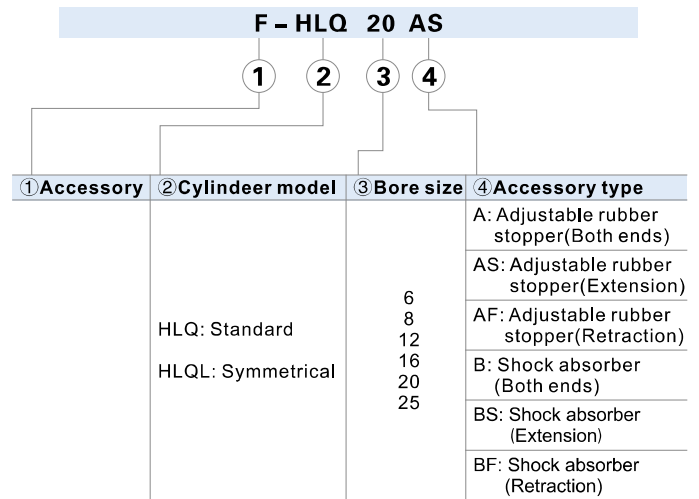 F – HLQ 20 AS
1 2 3 4
①Accessory ②Cylindeer model ③Bore size ④Accessory type
HLQ: Standard
HLQL: Symmetrical
6
8
12
16
20
25
A: Adjustable rubber
stopper(Both ends)
AS: Adjustable rubber
stopper(Extension)
AF: Adjustable rubber
stopper(Retraction)
B: Shock absorber
(Both ends)
BS: Shock absorber
(Extension)
BF: Shock absorber
(Retraction)